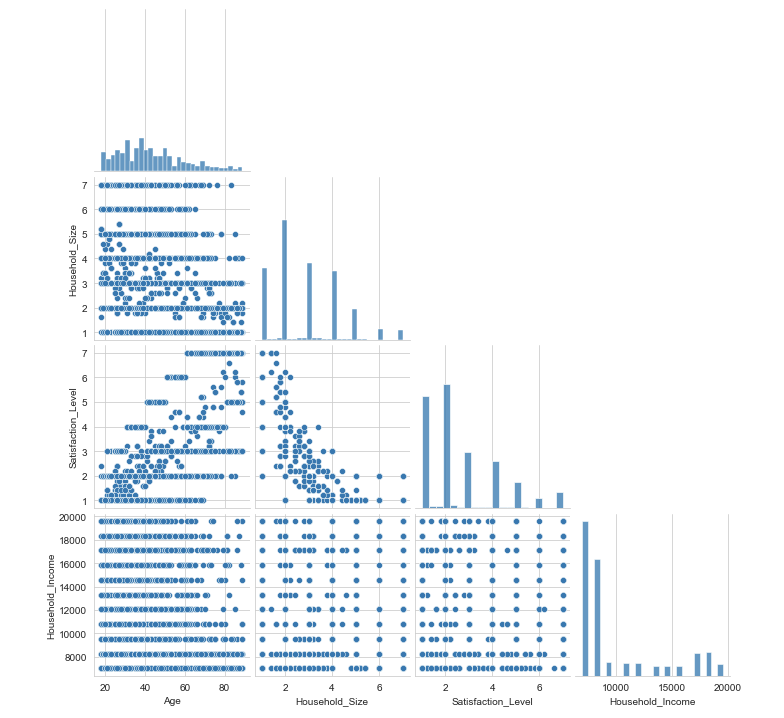 7
6
5
4
3
2
1
Household_Size
7
6
5
4
3
2
1
Satisfaction_Level
20000
18000
16000
14000
12000
10000
8000
Household_Income
20 40 60 80
2 4 6
2 4 6
10000 15000 20000
Age
Household_Size
Satisfaction_Level
Household_Income